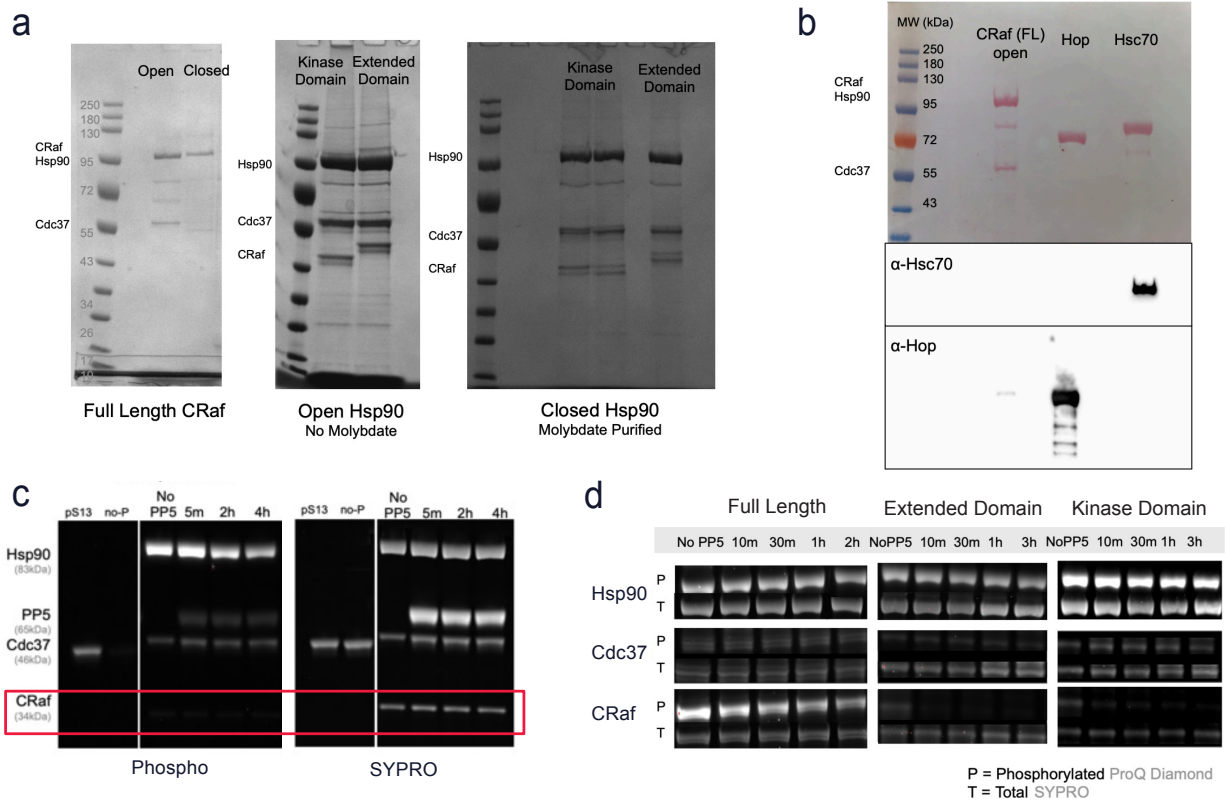 a
Open Closed
250
180
130
95
72
55
43
34
26
17
10
CRaf
Hsp90
Cdc37
Full Length CRaf
Kinase Domain
Extended Domain
Hsp90
Cdc37
CRaf
Open Hsp90
No Molybdate
Kinase Domain
Extended Domain
Hsp90
Cdc37
CRaf
Closed Hsp90
Molybdate Purified
b
MW (kDa)
CRaf (FL) open
Hop
Hsc70
250
180
130
95
72
55
43
CRaf
Hsp90
Cdc37
α-Hsc70
α-Hop
c
pS13 no-P No PP5 5m 2h 4h
pS13 no-P No PP5 5m 2h 4h
Hsp90
(83kDa)
PP5
(65kDa)
Cdc37
(46kDa)
CRaf
(34kDa)
Phospho
SYPRO
d
Full Length Extended Domain Kinase Domain
No PP5 10m 30m 1h 2h NoPP5 10m 30m 1h 3h NoPP5 10m 30m 1h 3h
Hsp90
P
T
Cdc37
P
T
CRaf
P
T
P = Phosphorylated ProQ Diamond
T = Total SYPRO